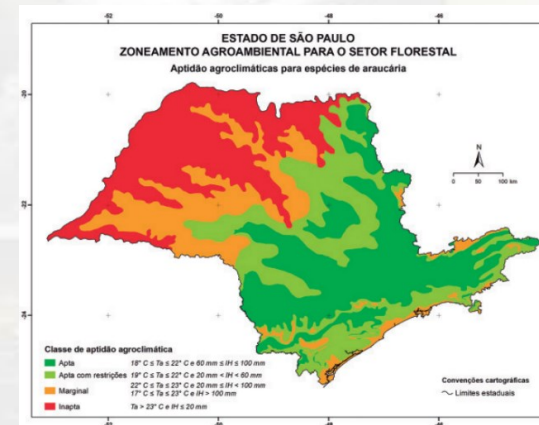 ESTADO DE SÃO PAULO
ZONEAMENTO AGROAMBIENTAL PARA O SETOR FLORESTAL
Aptidão agroclimáticas para espécies de araucária
-52 -50 -48 -46
-20 -20
N
0 50 100 km
-22 -22
-24 -24
Classe de aptidão agroclimática
Apta 18° C ≤ Ta ≤ 22° C e 60 mm ≤ IH ≤ 100 mm
Apta com restrições 19° C ≤ Ta ≤ 22° C e 20 mm < IH < 60 mm
Marginal 22° C ≤ Ta ≤ 23° C e 20 mm ≤ IH < 100 mm
17° C ≤ Ta ≤ 23° C e IH > 100 mm
Inapta Ta > 23° C e IH ≤ 20 mm
Convenções cartográficas
Limites estaduais